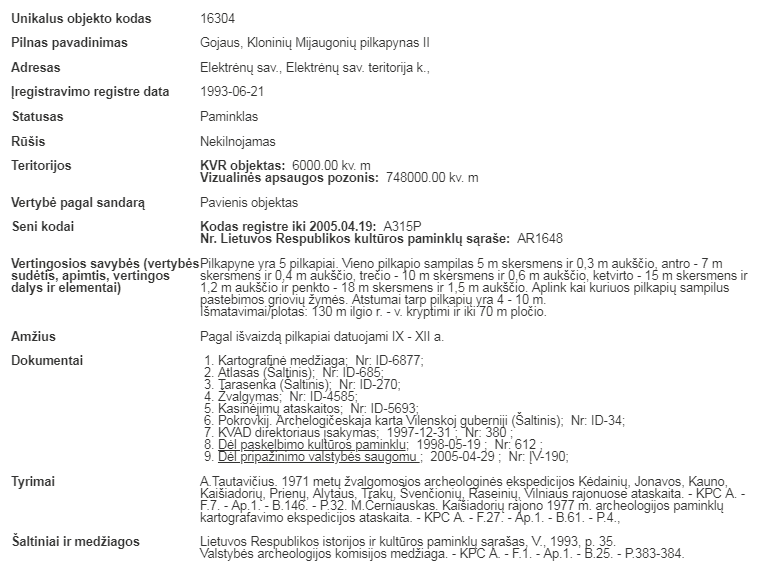 Unikalus objekto kodas 16304
Pilnas pavadinimas Gojaus, Kloninių Mijaugonių pilkapynas II
Adresas Elektrėnų sav., Elektrėnų sav. teritorija k.,
Įregistravimo registre data 1993-06-21
Statusas Paminklas
Rūšis Nekilnojamas
Teritorijos KVR objektas: 6000.00 kv. m
Vizualinės apsaugos pozonis: 748000.00 kv. m
Vertybė pagal sandarą Pavienis objektas
Seni kodai Kodas registre iki 2005.04.19: A315P
Nr. Lietuvos Respublikos kultūros paminklų sąraše: AR1648
Vertingosios savybės (vertybės Pilkapyne yra 5 pilkapiai. Vieno pilkapio sampilas 5 m skersmens ir 0,3 m aukščio, antro - 7 m
sudėtis, apimtis, vertingos skersmens ir 0,4 m aukščio, trečio - 10 m skersmens ir 0,6 m aukščio, ketvirto - 15 m skersmens ir
dalys ir elementai) 1,2 m aukščio ir penkto - 18 m skersmens ir 1,5 m aukščio. Aplink kai kuriuos pilkapių sampilus
pastebimos griovių žymės. Atstumai tarp pilkapių yra 4 - 10 m.
Išmatavimai/plotas: 130 m ilgio r. - v. kryptimi ir iki 70 m pločio.
Amžius Pagal išvaizdą pilkapiai datuojami IX - XII a.
Dokumentai 1. Kartografinė medžiaga; Nr: ID-6877;
2. Atlasas (Šaltinis); Nr: ID-685;
3. Tarasenka (Šaltinis); Nr: ID-270;
4. Žvalgymas; Nr: ID-4585;
5. Kasinėjimų ataskaitos; Nr: ID-5693;
6. Pokrovkij. Archelogičeskaja karta Vilenskoj guberniji (Šaltinis); Nr: ID-34;
7. KVAD direktoriaus įsakymas; 1997-12-31 ; Nr: 380 ;
8. Dėl paskelbimo kultūros paminklu; 1998-05-19 ; Nr: 612 ;
9. Dėl pripažinimo valstybės saugomu ; 2005-04-29 ; Nr: ĮV-190;
Tyrimai A.Tautavičius. 1971 metų žvalgomosios archeologinės ekspedicijos Kėdainių, Jonavos, Kauno,
Kaišiadorių, Prienų, Alytaus, Trakų, Švenčionių, Raseinių, Vilniaus rajonuose ataskaita. - KPC A. -
F.7. - Ap.1. - B.146. - P.32. M.Černiauskas. Kaišiadorių rajono 1977 m. archeologijos paminklų
kartografavimo ekspedicijos ataskaita. - KPC A. - F.27. - Ap.1. - B.61. - P.4.,
Šaltiniai ir medžiagos Lietuvos Respublikos istorijos ir kultūros paminklų sąrašas, V., 1993, p. 35.
Valstybės archeologijos komisijos medžiaga. - KPC A. - F.1. - Ap.1. - B.25. - P.383-384.